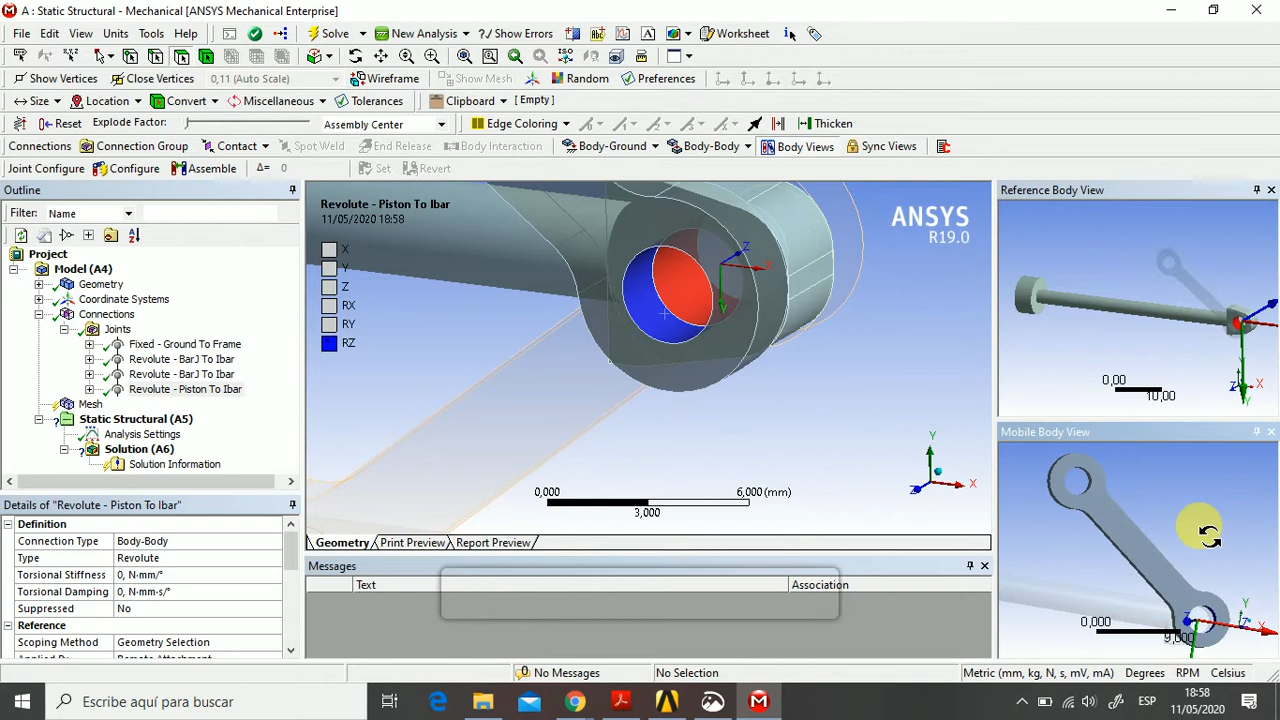 A : Static Structural - Mechanical [ANSYS Mechanical Enterprise]
File Edit View Units Tools Help Solve New Analysis Show Errors Worksheet
Show Vertices Close Vertices 0,11 (Auto Scale) Wireframe Show Mesh Random Preferences
Size Location Convert Miscellaneous Tolerances Clipboard [Empty]
Reset Explode Factor: Assembly Center Edge Coloring Thicken
Connections Connection Group Contact Spot Weld End Release Body Interaction Body-Ground Body-Body Body Views Sync Views
Joint Configure Configure Assemble Δ= 0 Set Revert
Outline
Filter: Name
Project
Model (A4)
Geometry
Coordinate Systems
Connections
Joints
Fixed - Ground To Frame
Revolute - BarJ To Ibar
Revolute - BarJ To Ibar
Revolute - Piston To Ibar
Mesh
Static Structural (A5)
Analysis Settings
Solution (A6)
Solution Information
Details of "Revolute - Piston To Ibar"
Definition
Connection Type Body-Body
Type Revolute
Torsional Stiffness 0, N·mm/°
Torsional Damping 0, N·mm·s/°
Suppressed No
Reference
Scoping Method Geometry Selection
Applied By Remote Attachment
Revolute - Piston To Ibar
11/05/2020 18:58
X
Y
Z
RX
RY
RZ
ANSYS
R19.0
Z
X
Y
Y
X
Z
0,000 6,000 (mm)
3,000
Geometry Print Preview Report Preview
Messages
Text Association
Reference Body View
0,00
10,00
Z
X
Y
Mobile Body View
0,000
9,000
Z
Y
Z
X
No Messages No Selection Metric (mm, kg, N, s, mV, mA) Degrees RPM Celsius
Escribe aquí para buscar
ESP
18:58
11/05/2020